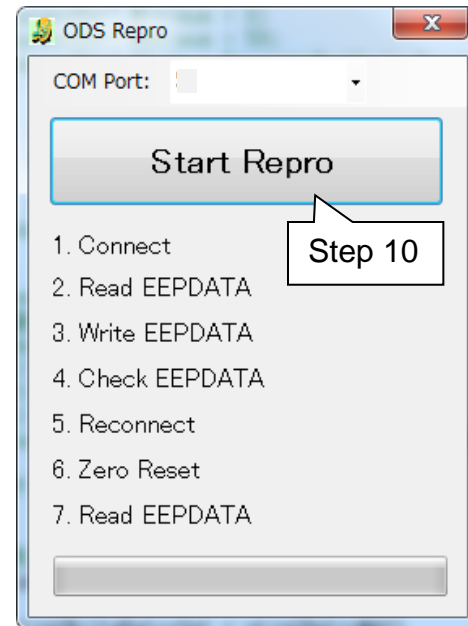 ODS Repro
COM Port:
Start Repro
Step 10
1. Connect
2. Read EEPDATA
3. Write EEPDATA
4. Check EEPDATA
5. Reconnect
6. Zero Reset
7. Read EEPDATA